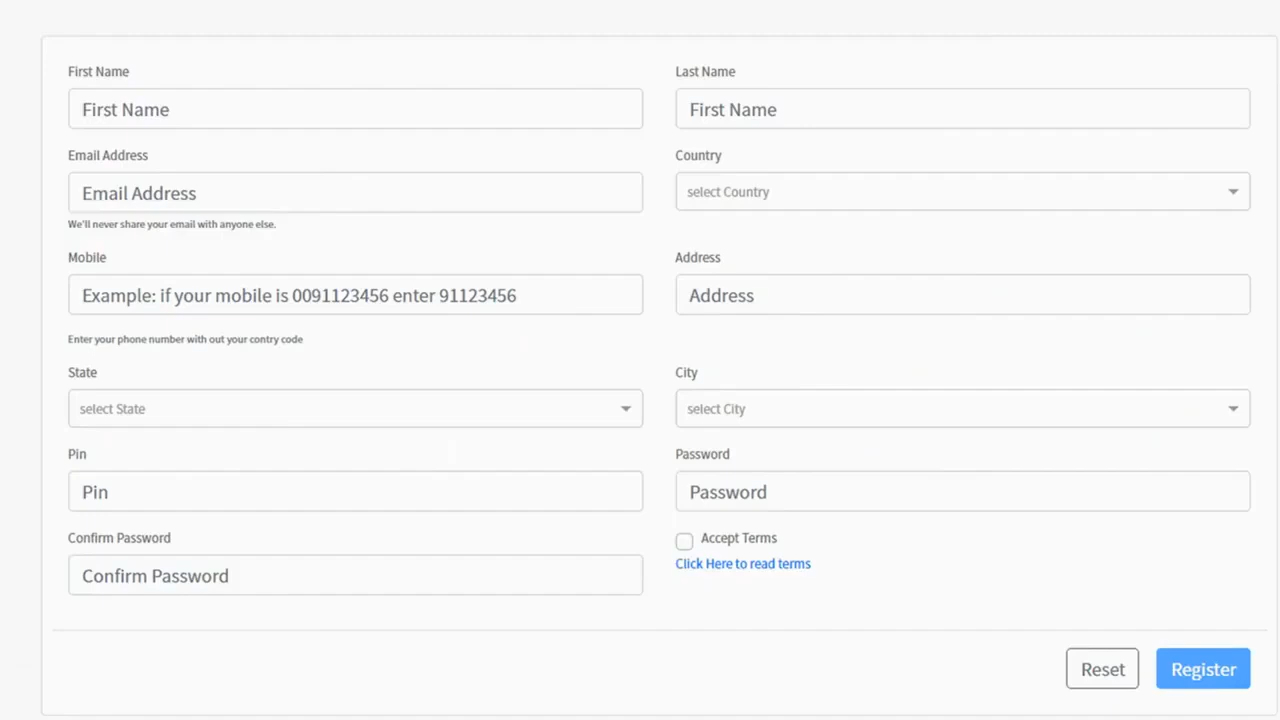 First Name
Last Name
First Name
First Name
Email Address
Country
Email Address
select Country
We'll never share your email with anyone else.
Mobile
Address
Example: if your mobile is 0091123456 enter 91123456
Address
Enter your phone number with out your contry code
State
City
select State
select City
Pin
Password
Pin
Password
Confirm Password
Accept Terms
Click Here to read terms
Confirm Password
Reset
Register